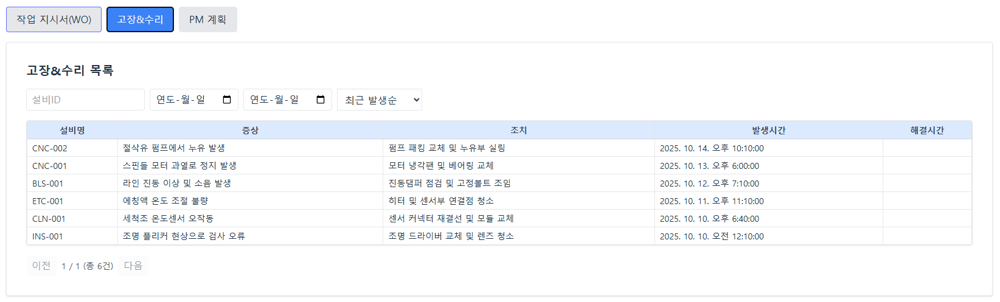 작업 지시서(WO) 고장&수리 PM 계획
고장&수리 목록
설비ID 연도-월-일 연도-월-일 최근 발생순
설비명 증상 조치 발생시간 해결시간
CNC-002 절삭유 펌프에서 누유 발생 펌프 패킹 교체 및 누유부 실링 2025. 10. 14. 오후 10:10:00
CNC-001 스핀들 모터 과열로 정지 발생 모터 냉각팬 및 베어링 교체 2025. 10. 13. 오후 6:00:00
BLS-001 라인 진동 이상 및 소음 발생 진동댐퍼 점검 및 고정볼트 조임 2025. 10. 12. 오후 7:10:00
ETC-001 에칭액 온도 조절 불량 히터 및 센서부 연결점 청소 2025. 10. 11. 오후 11:10:00
CLN-001 세척조 온도센서 오작동 센서 커넥터 재결선 및 모듈 교체 2025. 10. 10. 오후 6:40:00
INS-001 조명 플리커 현상으로 검사 오류 조명 드라이버 교체 및 렌즈 청소 2025. 10. 10. 오전 12:10:00
이전 1 / 1 (총 6건) 다음